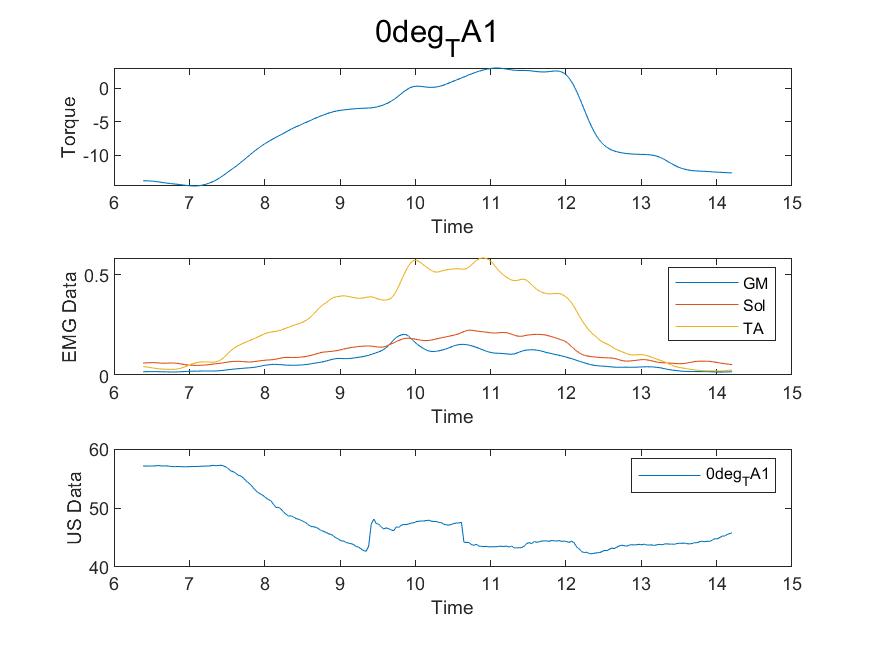 0deg_TA1
Torque
0
-5
-10
6 7 8 9 10 11 12 13 14 15
Time
EMG Data
0.5
0
GM
Sol
TA
6 7 8 9 10 11 12 13 14 15
Time
US Data
60
50
40
0deg_TA1
6 7 8 9 10 11 12 13 14 15
Time